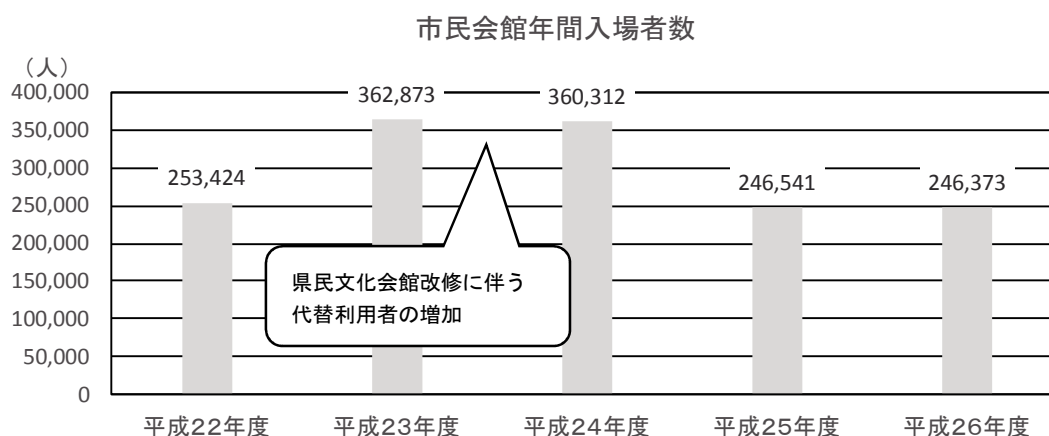 市民会館年間入場者数
（人）
400,000
350,000
300,000
250,000
200,000
150,000
100,000
50,000
0
253,424
362,873
360,312
246,541
246,373
県民文化会館改修に伴う
代替利用者の増加
平成22年度
平成23年度
平成24年度
平成25年度
平成26年度